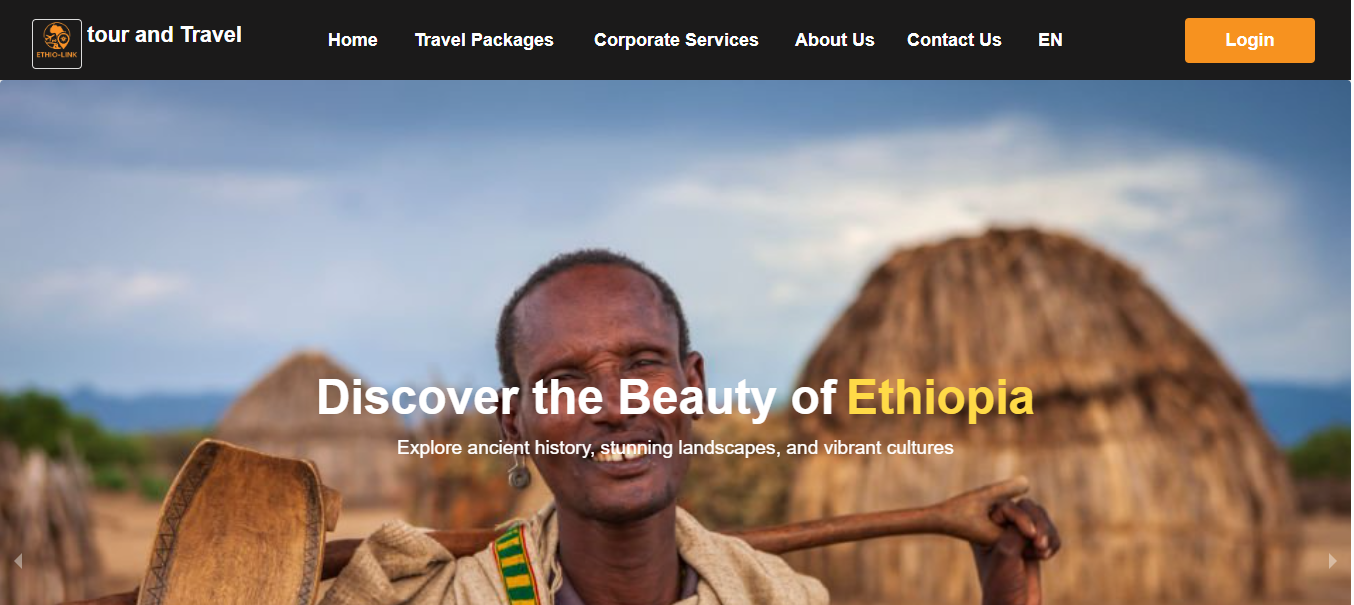 ETHIO-LINK
tour and Travel
Home Travel Packages Corporate Services About Us Contact Us EN Login
Discover the Beauty of Ethiopia
Explore ancient history, stunning landscapes, and vibrant cultures